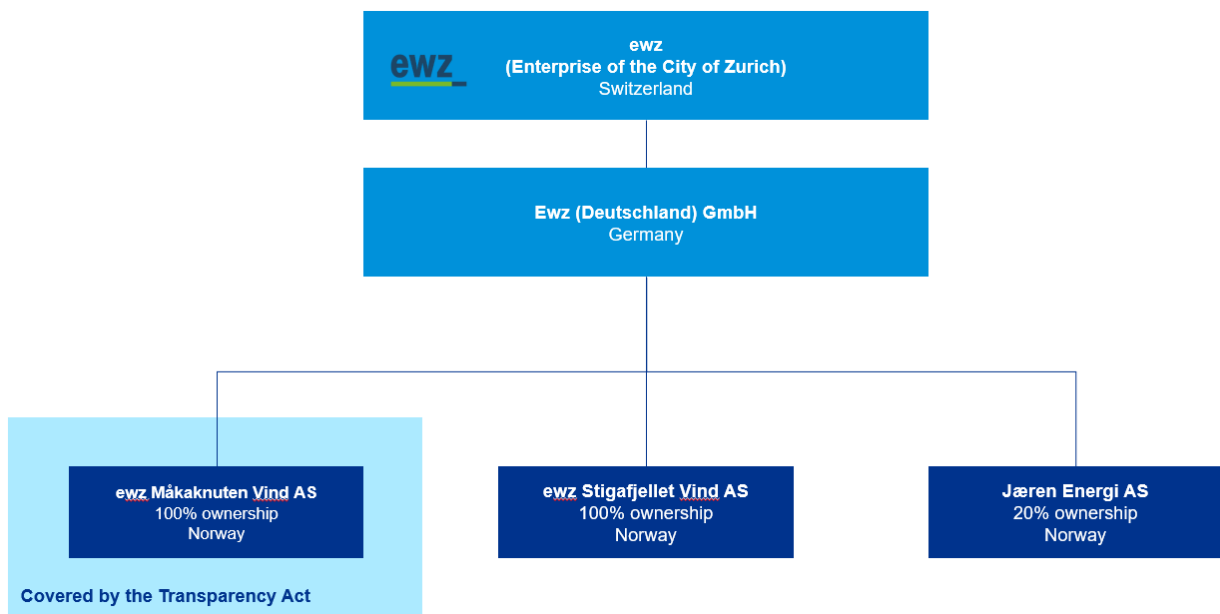 ewz
ewz
(Enterprise of the City of Zurich)
Switzerland
Ewz (Deutschland) GmbH
Germany
ewz Måkaknuten Vind AS
100% ownership
Norway
ewz Stigafjellet Vind AS
100% ownership
Norway
Jæren Energi AS
20% ownership
Norway
Covered by the Transparency Act